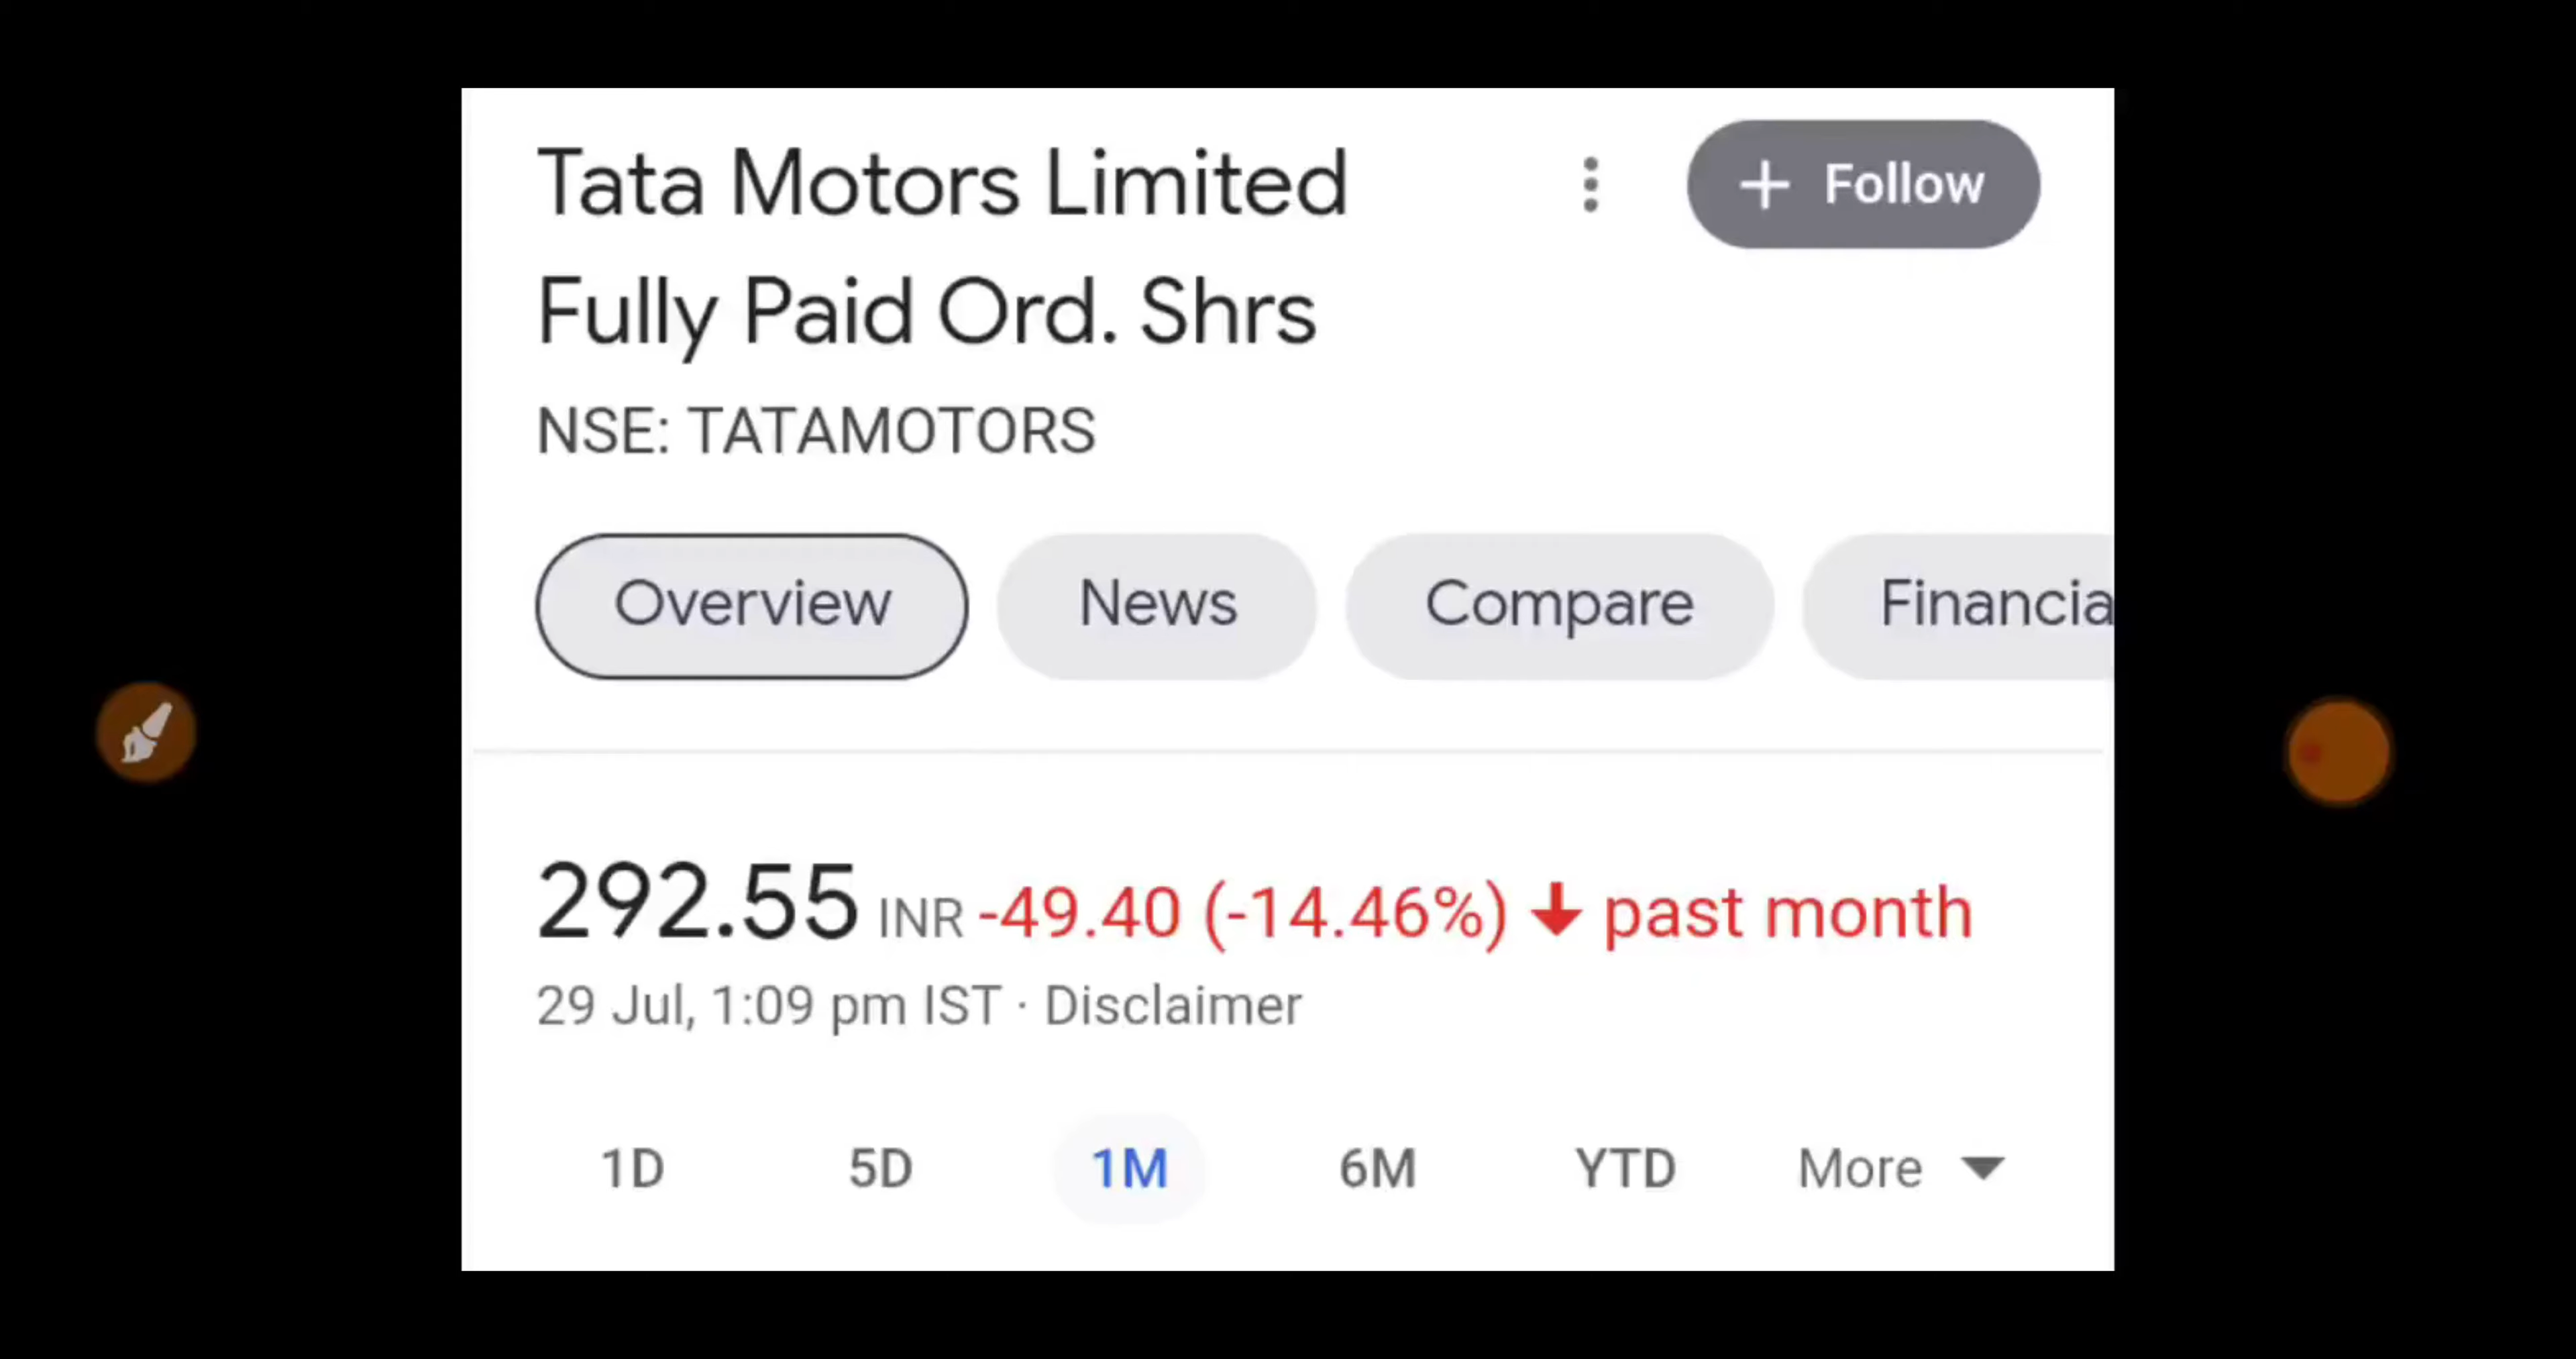 Tata Motors Limited
Fully Paid Ord. Shrs
+ Follow
NSE: TATAMOTORS
Overview News Compare Financia
292.55 INR -49.40 (-14.46%) ↓ past month
29 Jul, 1:09 pm IST · Disclaimer
1D 5D 1M 6M YTD More